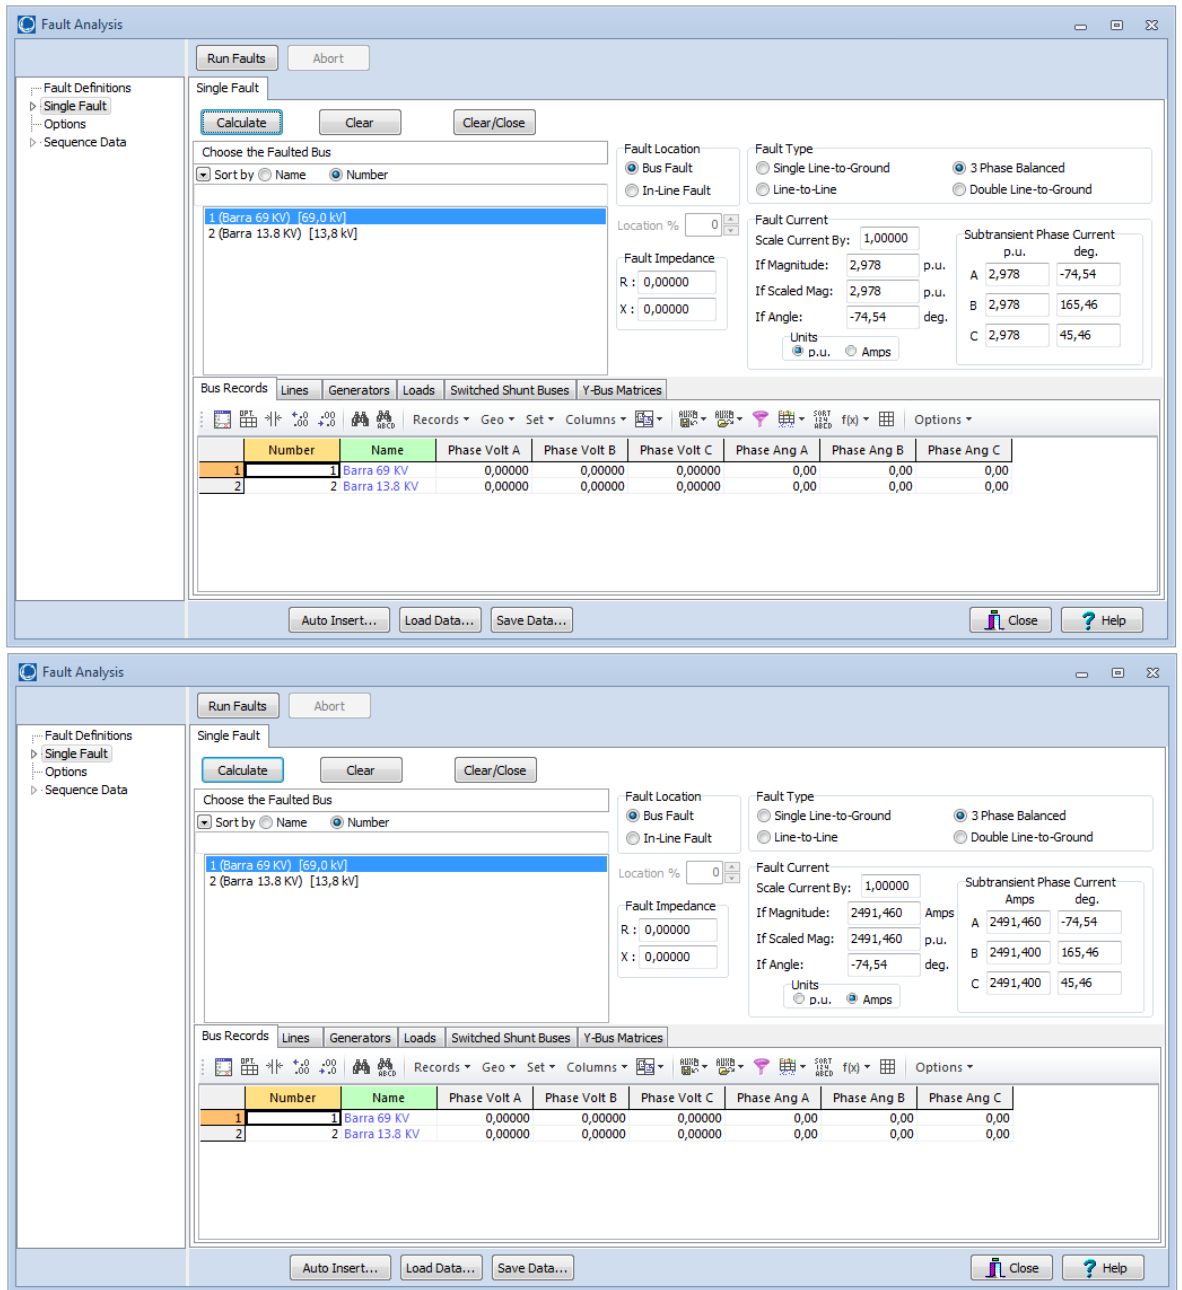 Fault Analysis
Run Faults Abort
Fault Definitions
Single Fault
Options
Sequence Data
Single Fault
Calculate Clear Clear/Close
Choose the Faulted Bus
Sort by Name Number
1 (Barra 69 KV) [69,0 kV]
2 (Barra 13.8 KV) [13,8 kV]
Fault Location
Bus Fault
In-Line Fault
Location % 0
Fault Impedance
R : 0,00000
X : 0,00000
Fault Type
Single Line-to-Ground 3 Phase Balanced
Line-to-Line Double Line-to-Ground
Fault Current
Scale Current By: 1,00000
If Magnitude: 2,978 p.u.
If Scaled Mag: 2,978 p.u.
If Angle: -74,54 deg.
Units
p.u. Amps
Subtransient Phase Current
p.u. deg.
A 2,978 -74,54
B 2,978 165,46
C 2,978 45,46
Bus Records Lines Generators Loads Switched Shunt Buses Y-Bus Matrices
Records Geo Set Columns Options
Number Name Phase Volt A Phase Volt B Phase Volt C Phase Ang A Phase Ang B Phase Ang C
1 1 Barra 69 KV 0,00000 0,00000 0,00000 0,00 0,00 0,00
2 2 Barra 13.8 KV 0,00000 0,00000 0,00000 0,00 0,00 0,00
Auto Insert... Load Data... Save Data... Close Help
Fault Analysis
Run Faults Abort
Fault Definitions
Single Fault
Options
Sequence Data
Single Fault
Calculate Clear Clear/Close
Choose the Faulted Bus
Sort by Name Number
1 (Barra 69 KV) [69,0 kV]
2 (Barra 13.8 KV) [13,8 kV]
Fault Location
Bus Fault
In-Line Fault
Location % 0
Fault Impedance
R : 0,00000
X : 0,00000
Fault Type
Single Line-to-Ground 3 Phase Balanced
Line-to-Line Double Line-to-Ground
Fault Current
Scale Current By: 1,00000
If Magnitude: 2491,460 Amps
If Scaled Mag: 2491,460 p.u.
If Angle: -74,54 deg.
Units
p.u. Amps
Subtransient Phase Current
Amps deg.
A 2491,460 -74,54
B 2491,400 165,46
C 2491,400 45,46
Bus Records Lines Generators Loads Switched Shunt Buses Y-Bus Matrices
Records Geo Set Columns f(x) Options
Number Name Phase Volt A Phase Volt B Phase Volt C Phase Ang A Phase Ang B Phase Ang C
1 1 Barra 69 KV 0,00000 0,00000 0,00000 0,00 0,00 0,00
2 2 Barra 13.8 KV 0,00000 0,00000 0,00000 0,00 0,00 0,00
Auto Insert... Load Data... Save Data... Close Help